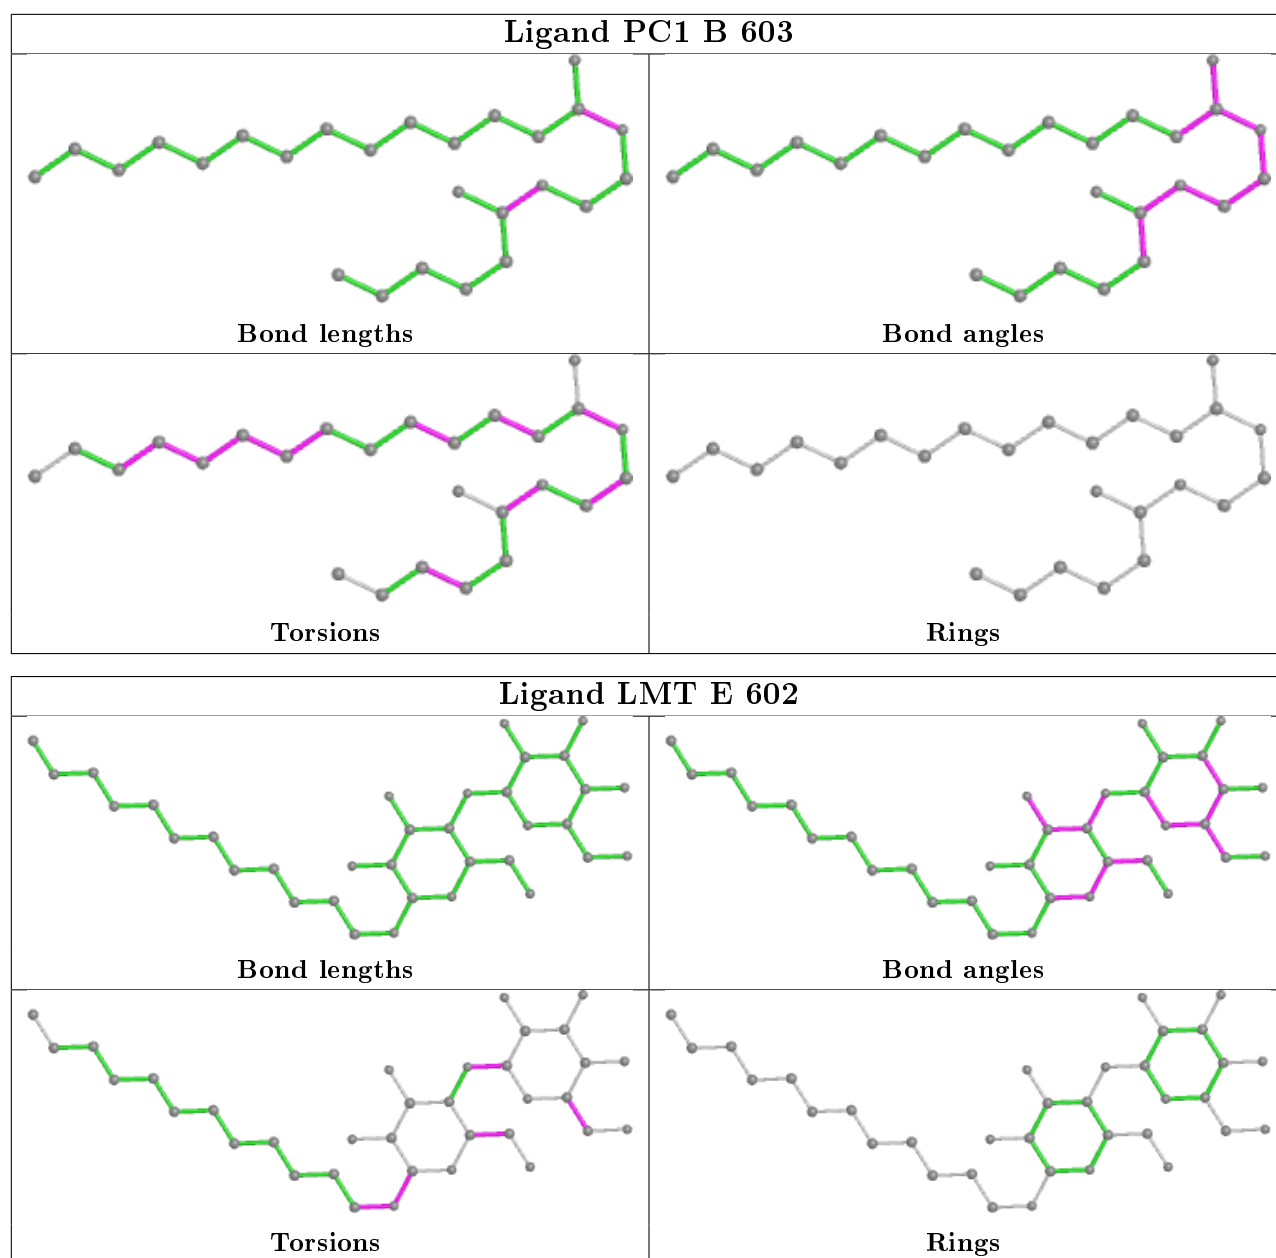 Ligand PC1 B 603
Bond lengths
Bond angles
Torsions
Rings
Ligand LMT E 602
Bond lengths
Bond angles
Torsions
Rings